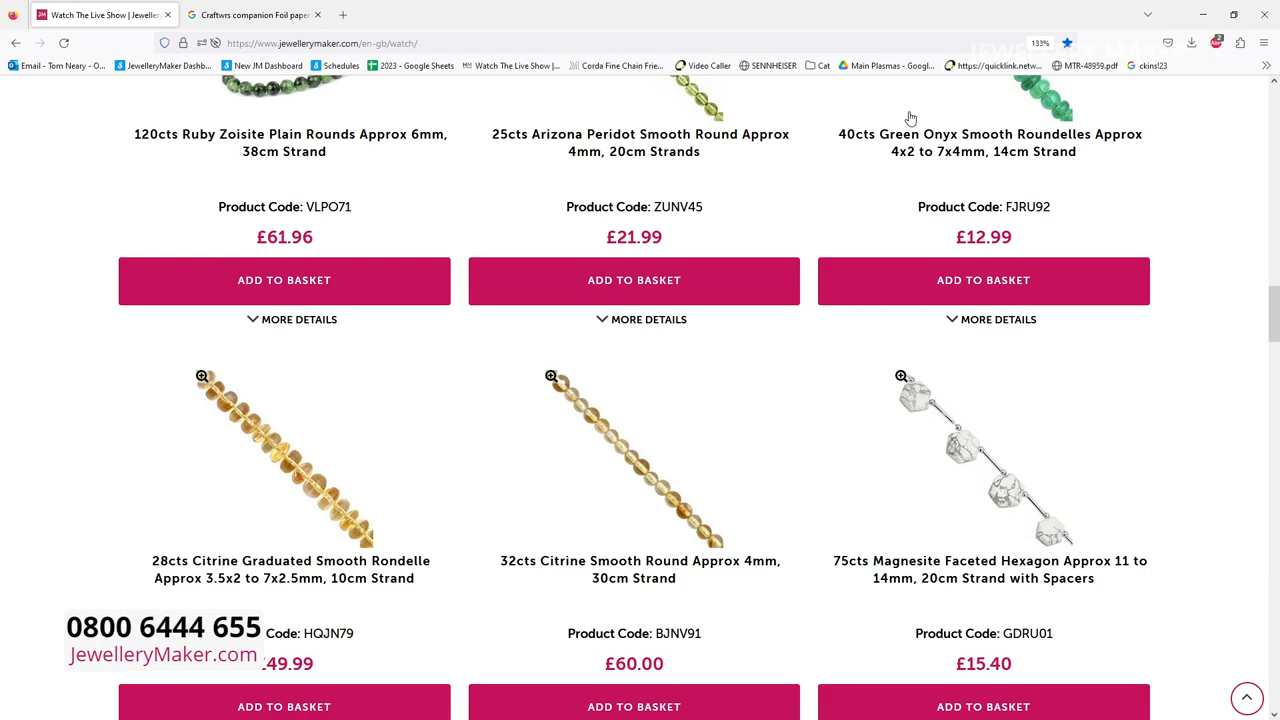 Watch The Live Show | Jeweller
Craftwrs companion Foil pape
https://www.jewellerymaker.com/en-gb/watch/
133%
2
Email - Tom Neary - O...
JewelleryMaker Dashb...
New JM Dashboard
Schedules
2023 - Google Sheets
Watch The Live Show |...
Corda Fine Chain Frie...
Video Caller
SENNHEISER
Cat
Main Plasmas - Googl...
https://quicklink.netw...
MTR-48959.pdf
ckins!23
120cts Ruby Zoisite Plain Rounds Approx 6mm,
38cm Strand
Product Code: VLPO71
£61.96
ADD TO BASKET
MORE DETAILS
25cts Arizona Peridot Smooth Round Approx
4mm, 20cm Strands
Product Code: ZUNV45
£21.99
ADD TO BASKET
MORE DETAILS
40cts Green Onyx Smooth Roundelles Approx
4x2 to 7x4mm, 14cm Strand
Product Code: FJRU92
£12.99
ADD TO BASKET
MORE DETAILS
28cts Citrine Graduated Smooth Rondelle
Approx 3.5x2 to 7x2.5mm, 10cm Strand
Code: HQJN79
£49.99
ADD TO BASKET
32cts Citrine Smooth Round Approx 4mm,
30cm Strand
Product Code: BJNV91
£60.00
ADD TO BASKET
75cts Magnesite Faceted Hexagon Approx 11 to
14mm, 20cm Strand with Spacers
Product Code: GDRU01
£15.40
ADD TO BASKET
0800 6444 655
JewelleryMaker.com